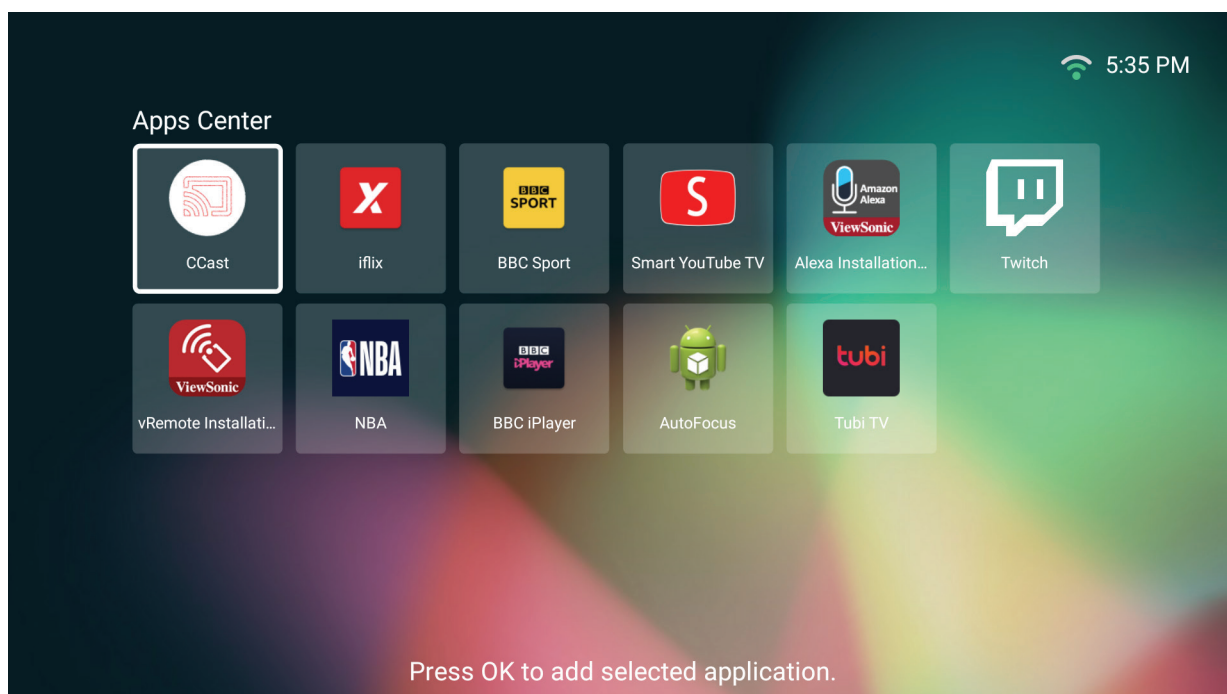 5:35 PM
Apps Center
X
BBC
SPORT
S
Amazon
Alexa
ViewSonic
CCast
iflix
BBC Sport
Smart YouTube TV
Alexa Installation...
Twitch
ViewSonic
NBA
BBC
iPlayer
tubi
vRemote Installati...
NBA
BBC iPlayer
AutoFocus
Tubi TV
Press OK to add selected application.